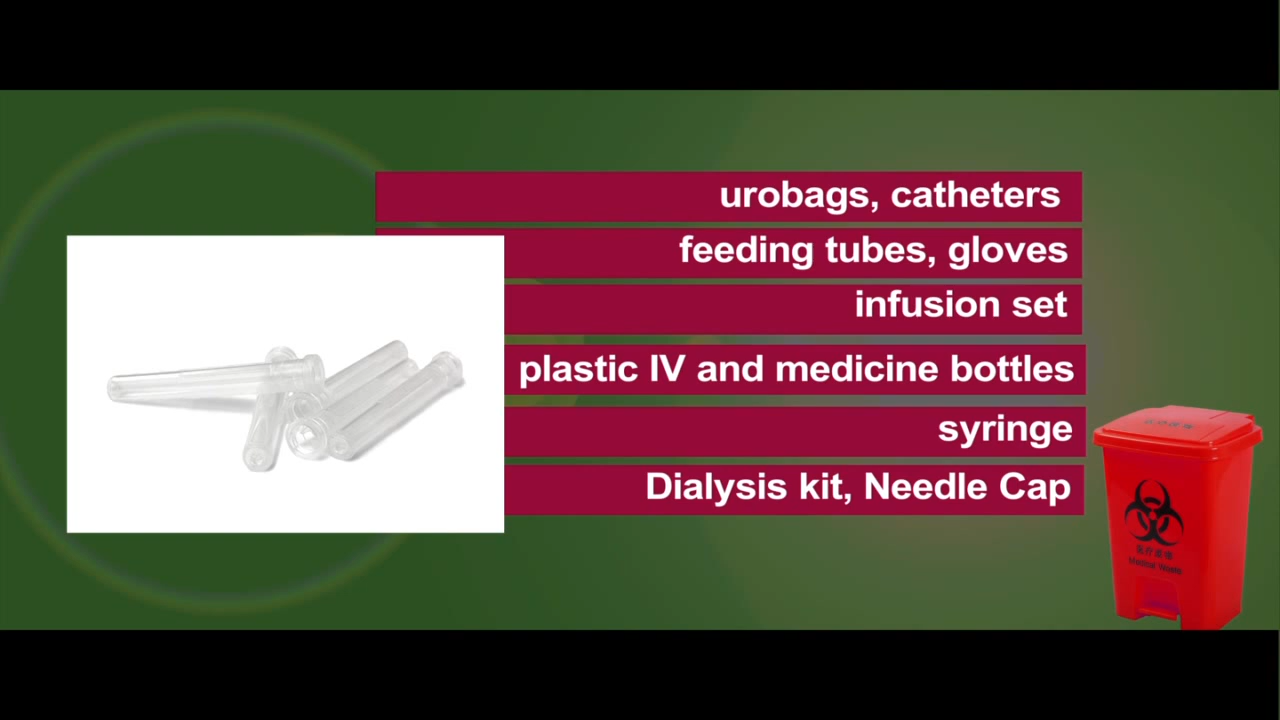 urobags, catheters
feeding tubes, gloves
infusion set
plastic IV and medicine bottles
syringe
Dialysis kit, Needle Cap
Medical Waste